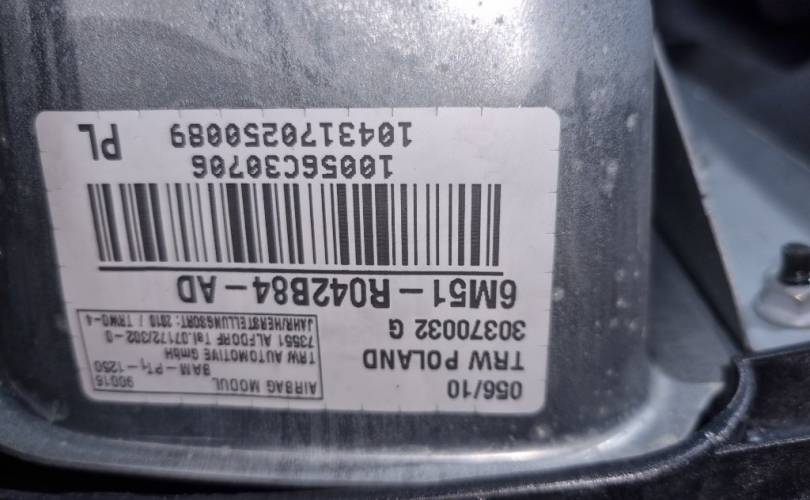 056/10
TRW POLAND
30370032 G
AIRBAG MODUL 90016
BAM-PT1-1250
TRW AUTOMOTIVE GmbH
73551 ALFDORF Tel.07172/302-0
JAHR/HERSTELLUNGSORT: 2010 / TRWO-4
6M51-R042B84-AD
10056C30706
1043170250089 PL